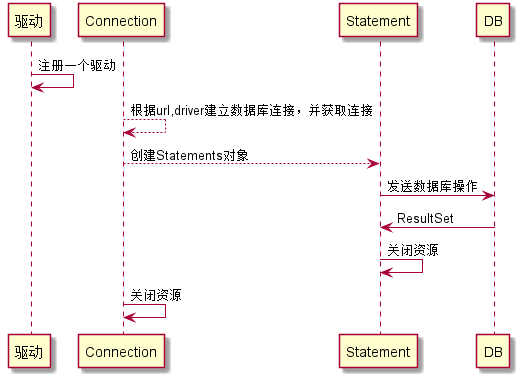 驱动 Connection Statement DB
注册一个驱动
根据url,driver建立数据库连接，并获取连接
创建Statements对象
发送数据库操作
ResultSet
关闭资源
关闭资源
驱动 Connection Statement DB